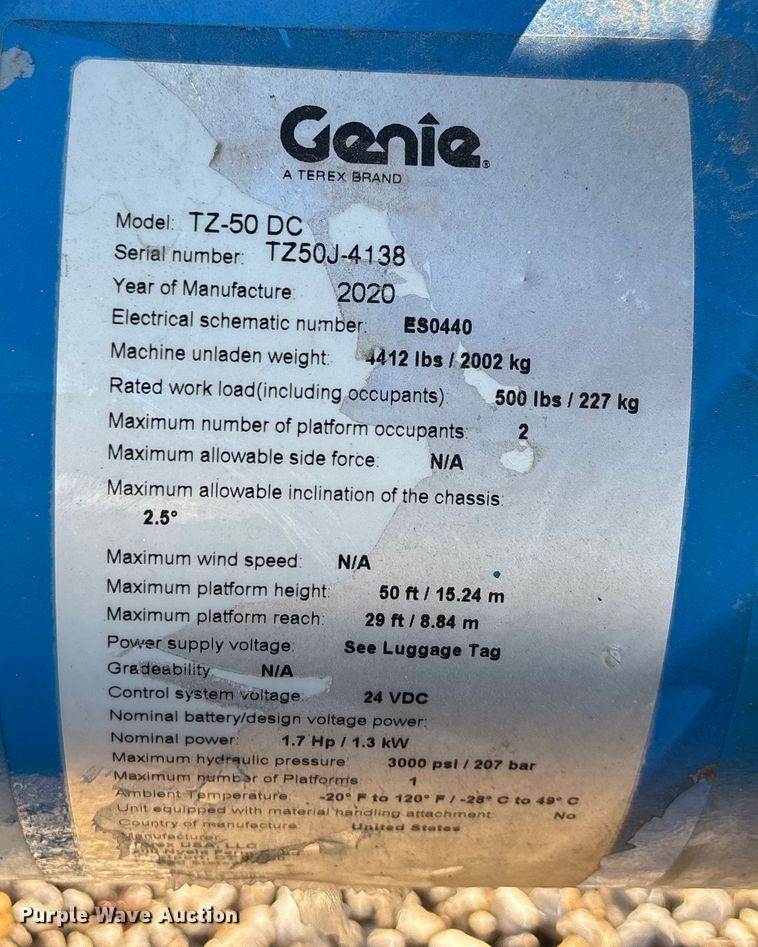 Genie
A TEREX BRAND
Model: TZ-50 DC
Serial number: TZ50J-4138
Year of Manufacture: 2020
Electrical schematic number: ES0440
Machine unladen weight: 4412 lbs / 2002 kg
Rated work load(including occupants): 500 lbs / 227 kg
Maximum number of platform occupants: 2
Maximum allowable side force: N/A
Maximum allowable inclination of the chassis:
2.5°
Maximum wind speed: N/A
Maximum platform height: 50 ft / 15.24 m
Maximum platform reach: 29 ft / 8.84 m
Power supply voltage: See Luggage Tag
Gradeability N/A
Control system voltage: 24 VDC
Nominal battery/design voltage power:
Nominal power: 1.7 Hp / 1.3 kW
Maximum hydraulic pressure: 3000 psi / 207 bar
Maximum number of Platforms 1
Ambient Temperature -20° F to 120° F / -28° C to 49° C
Unit equipped with material handling attachment No
Country of manufacture United States
Manufacturer:
Terex USA, LLC
Purple Wave Auction